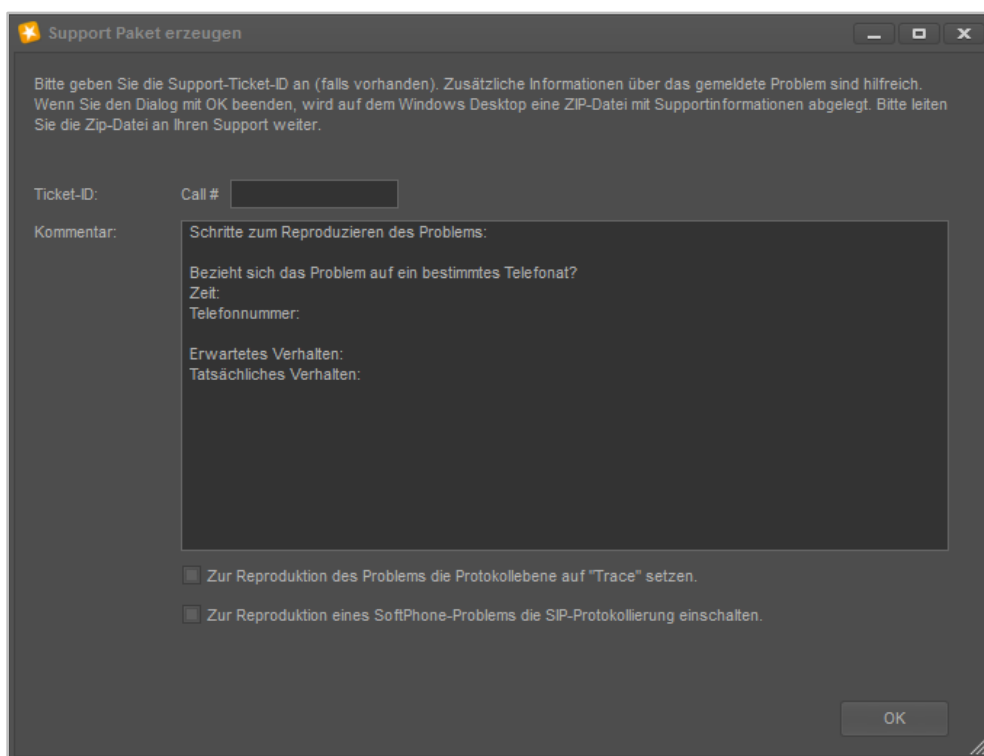 Support Paket erzeugen
Bitte geben Sie die Support-Ticket-ID an (falls vorhanden). Zusätzliche Informationen über das gemeldete Problem sind hilfreich.
Wenn Sie den Dialog mit OK beenden, wird auf dem Windows Desktop eine ZIP-Datei mit Supportinformationen abgelegt. Bitte leiten
Sie die Zip-Datei an Ihren Support weiter.
Ticket-ID: Call #
Kommentar: Schritte zum Reproduzieren des Problems:
Bezieht sich das Problem auf ein bestimmtes Telefonat?
Zeit:
Telefonnummer:
Erwartetes Verhalten:
Tatsächliches Verhalten:
Zur Reproduktion des Problems die Protokollebene auf "Trace" setzen.
Zur Reproduktion eines SoftPhone-Problems die SIP-Protokollierung einschalten.
OK